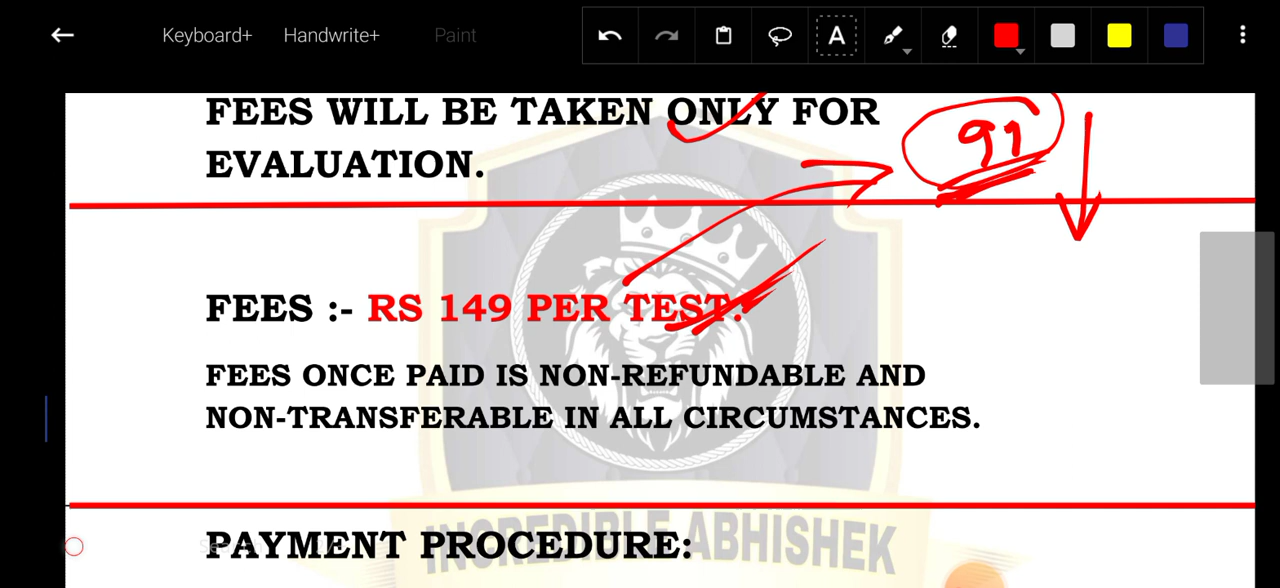 Keyboard+ Handwrite+ Paint A
FEES WILL BE TAKEN ONLY FOR
EVALUATION.
91
FEES :- RS 149 PER TEST.
FEES ONCE PAID IS NON-REFUNDABLE AND
NON-TRANSFERABLE IN ALL CIRCUMSTANCES.
PAYMENT PROCEDURE:
INCREDIBLE ABHISHEK